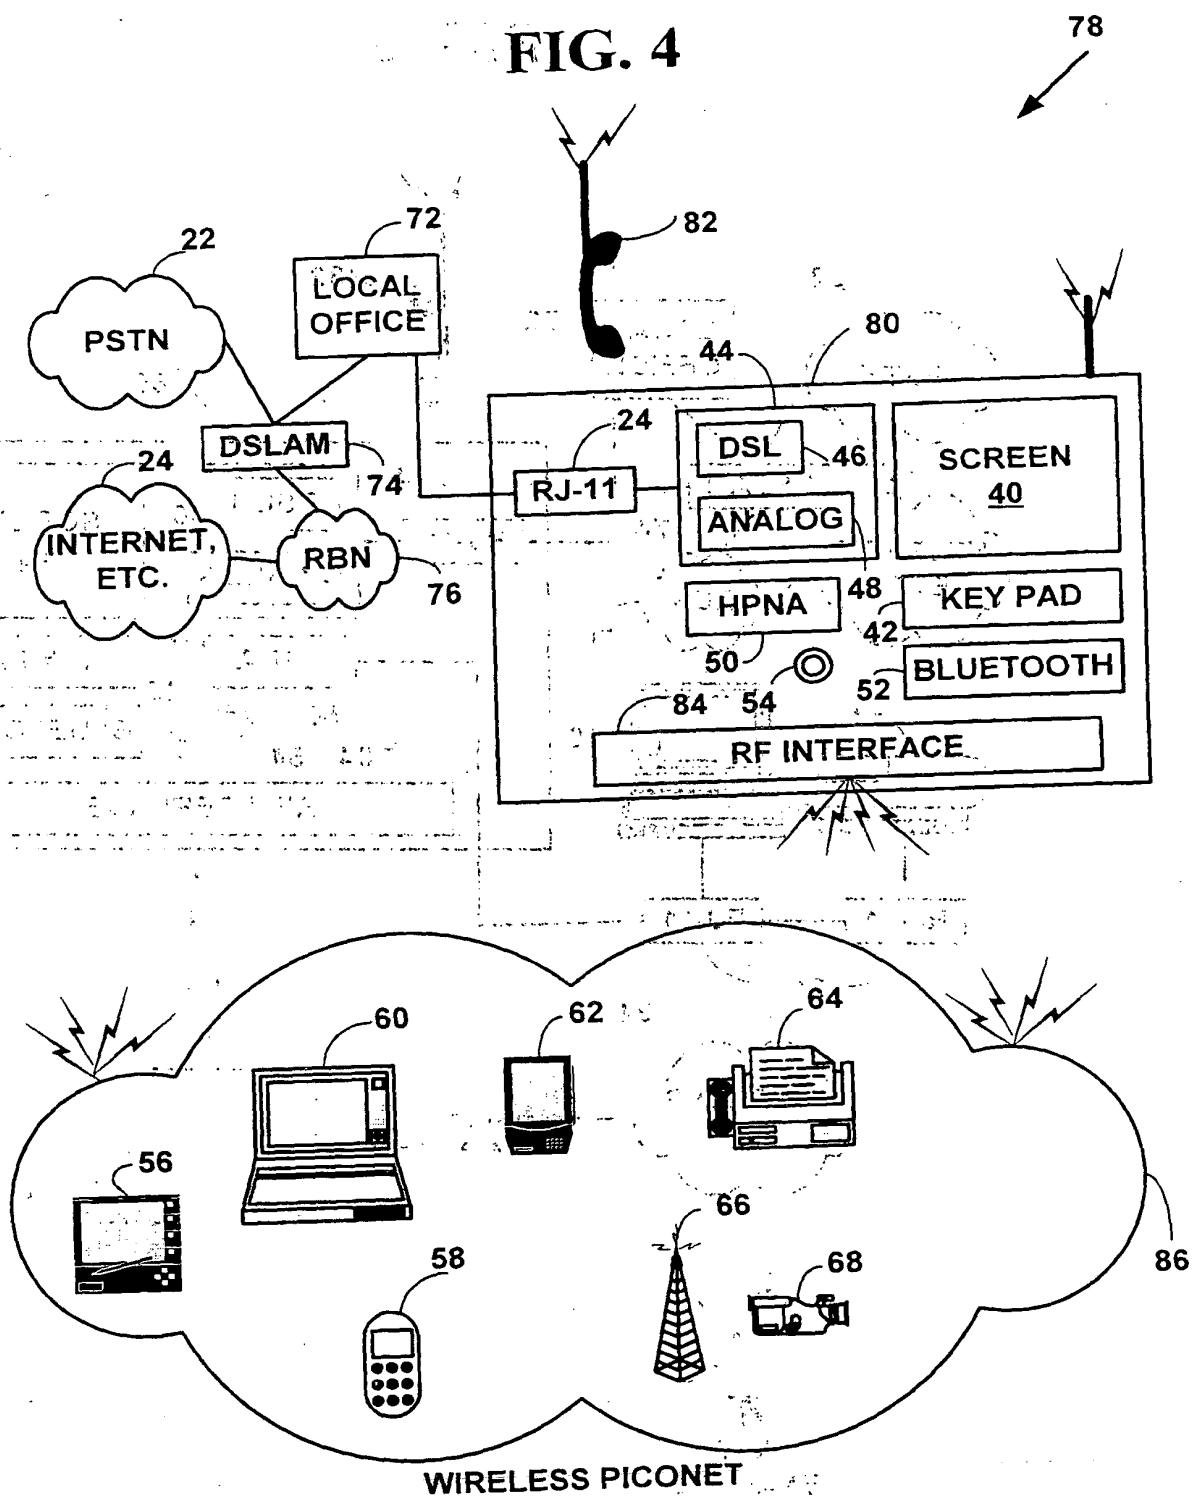 FIG. 4
78
72
82
22
LOCAL
OFFICE
PSTN
80
44
24
DSL
46
SCREEN
40
DSLAM
24
74
RJ-11
ANALOG
INTERNET,
ETC.
RBN
76
48
HPNA
KEY PAD
42
50
BLUETOOTH
52
54
84
RF INTERFACE
60
62
64
56
66
86
58
68
WIRELESS PICONET